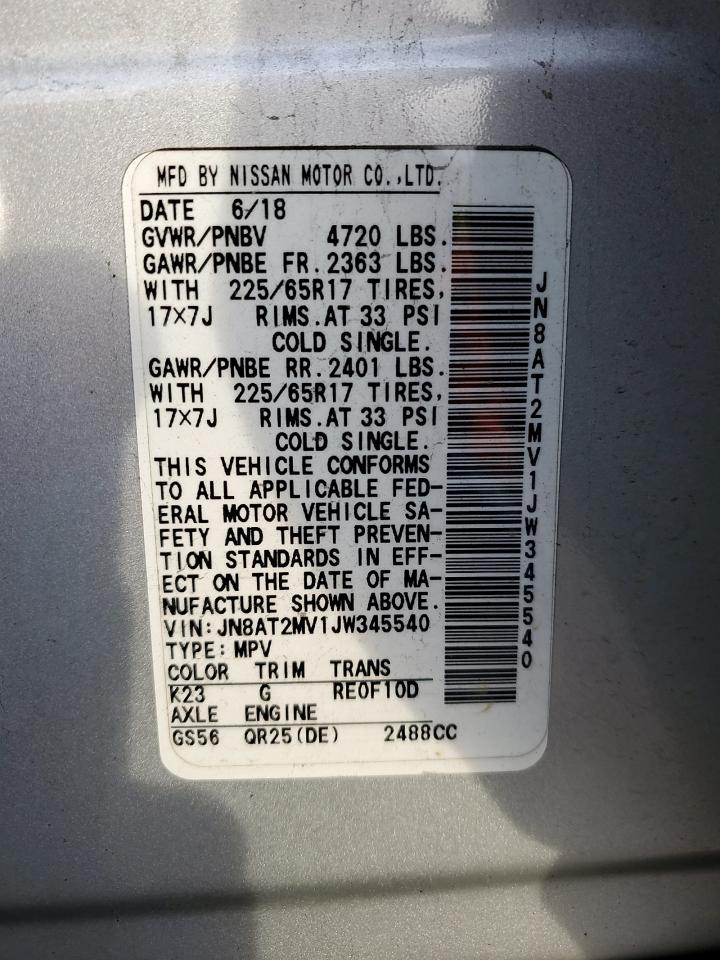 MFD BY NISSAN MOTOR CO.,LTD.
DATE 6/18
GVWR/PNBV 4720 LBS.
GAWR/PNBE FR. 2363 LBS.
WITH 225/65R17 TIRES,
17×7J RIMS.AT 33 PSI
COLD SINGLE.
GAWR/PNBE RR. 2401 LBS.
WITH 225/65R17 TIRES,
17×7J RIMS.AT 33 PSI
COLD SINGLE.
THIS VEHICLE CONFORMS
TO ALL APPLICABLE FED-
ERAL MOTOR VEHICLE SA-
FETY AND THEFT PREVEN-
TION STANDARDS IN EFF-
ECT ON THE DATE OF MA-
NUFACTURE SHOWN ABOVE.
VIN:JN8AT2MV1JW345540
TYPE:MPV
COLOR TRIM TRANS
K23 G RE0F10D
AXLE ENGINE
GS56 QR25(DE) 2488CC
JN8AT2MV1JW345540